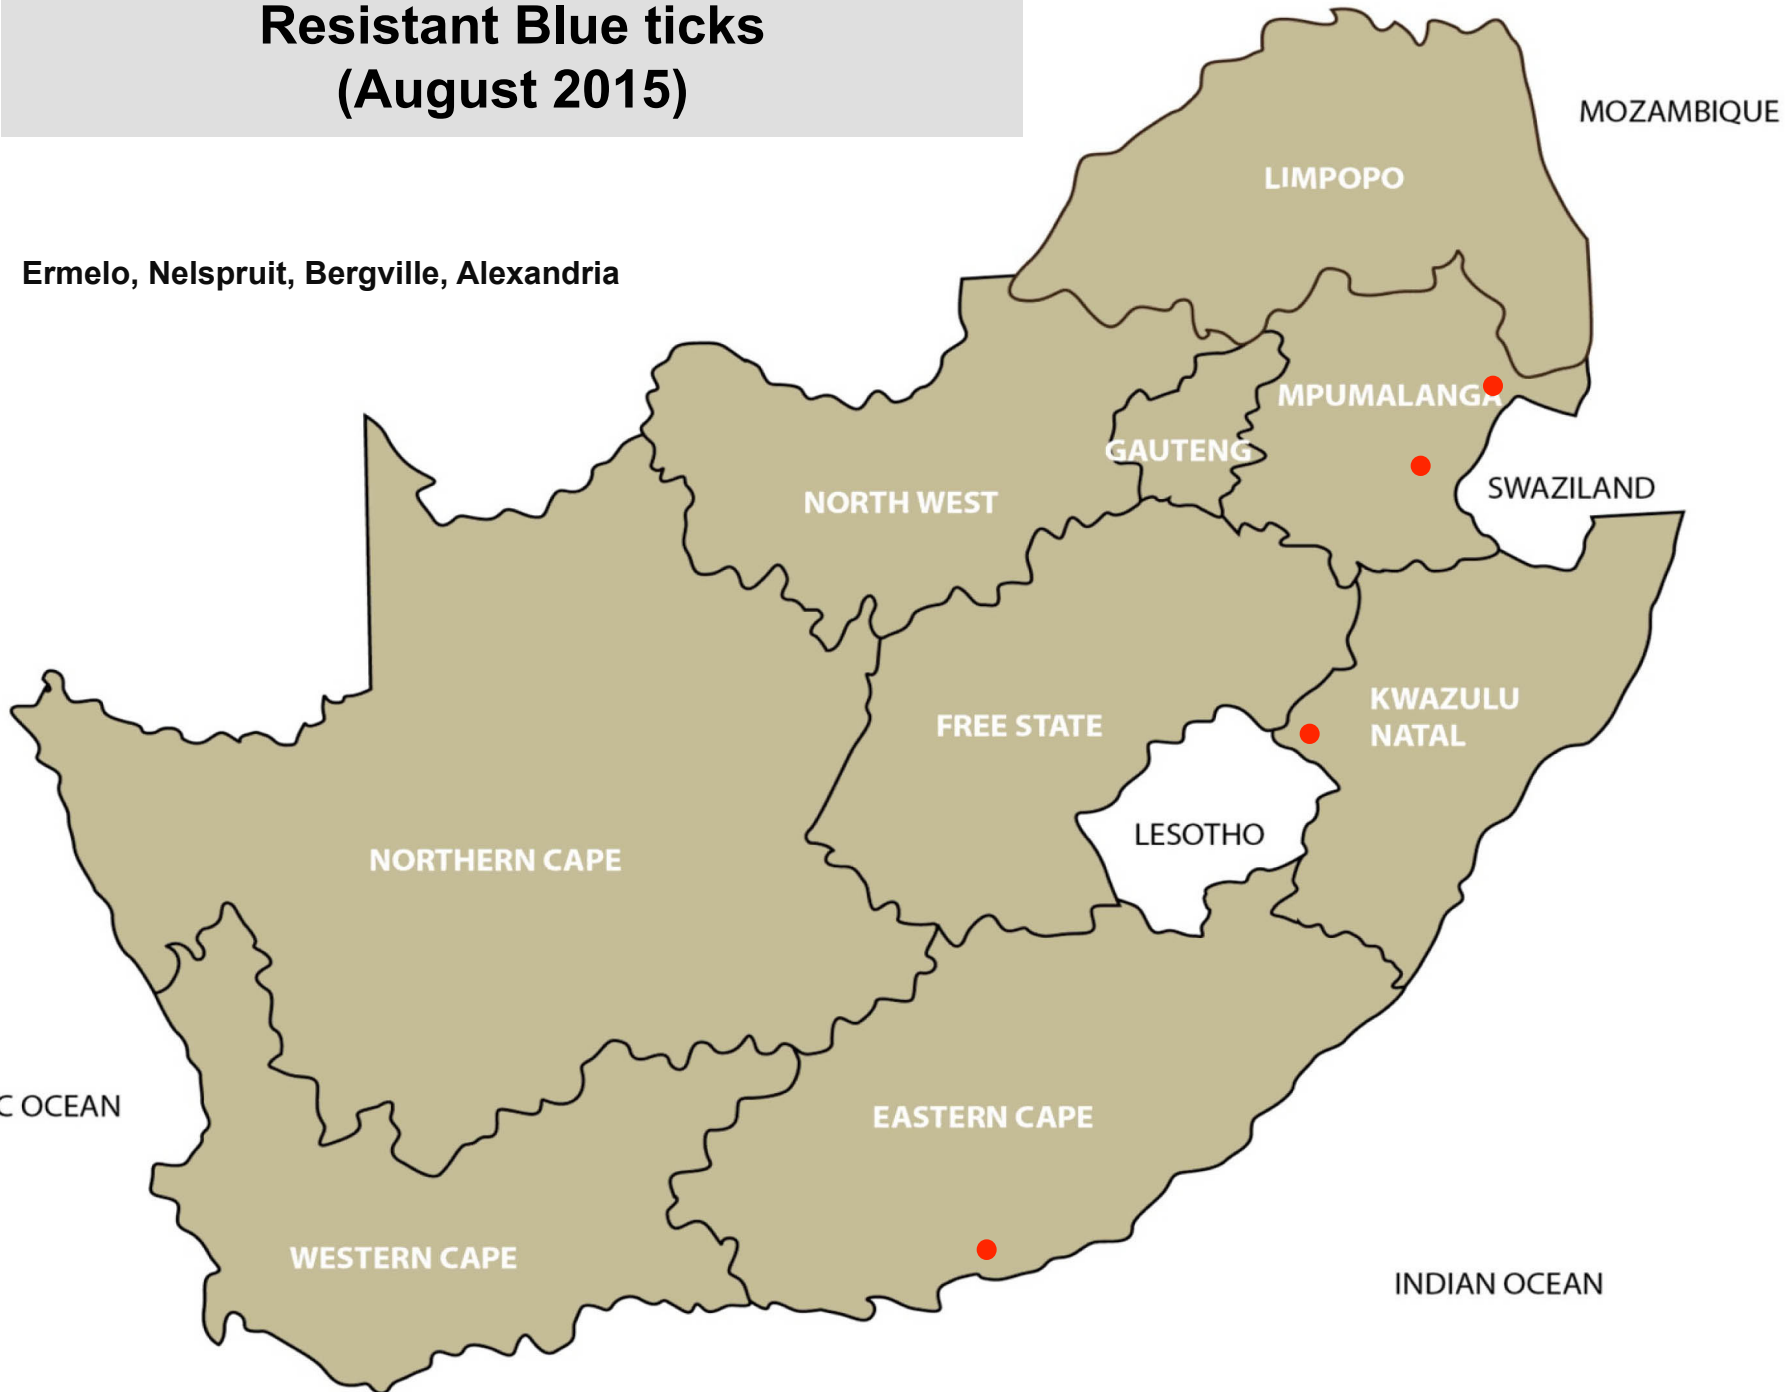 Resistant Blue ticks
(August 2015)
MOZAMBIQUE
LIMPOPO
Ermelo, Nelspruit, Bergville, Alexandria
MPUMALANGA
GAUTENG
SWAZILAND
NORTH WEST
KWAZULU
NATAL
FREE STATE
LESOTHO
NORTHERN CAPE
C OCEAN
EASTERN CAPE
WESTERN CAPE
INDIAN OCEAN